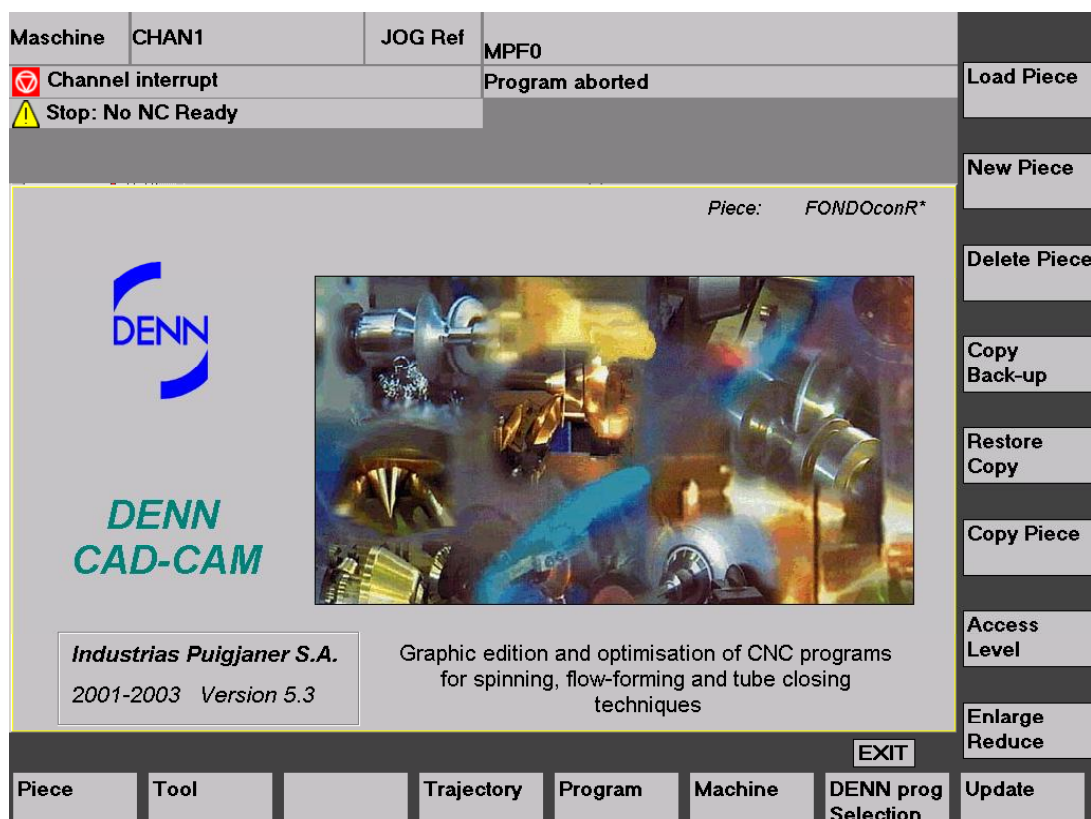 Maschine CHAN1 JOG Ref MPF0
Channel interrupt Program aborted
Stop: No NC Ready
Piece: FONDOconR*
DENN
DENN
CAD-CAM
Industrias Puigjaner S.A.
2001-2003 Version 5.3
Graphic edition and optimisation of CNC programs
for spinning, flow-forming and tube closing
techniques
Load Piece
New Piece
Delete Piece
Copy
Back-up
Restore
Copy
Copy Piece
Access
Level
Enlarge
Reduce
EXIT
Piece Tool Trajectory Program Machine DENN prog Update
Selection